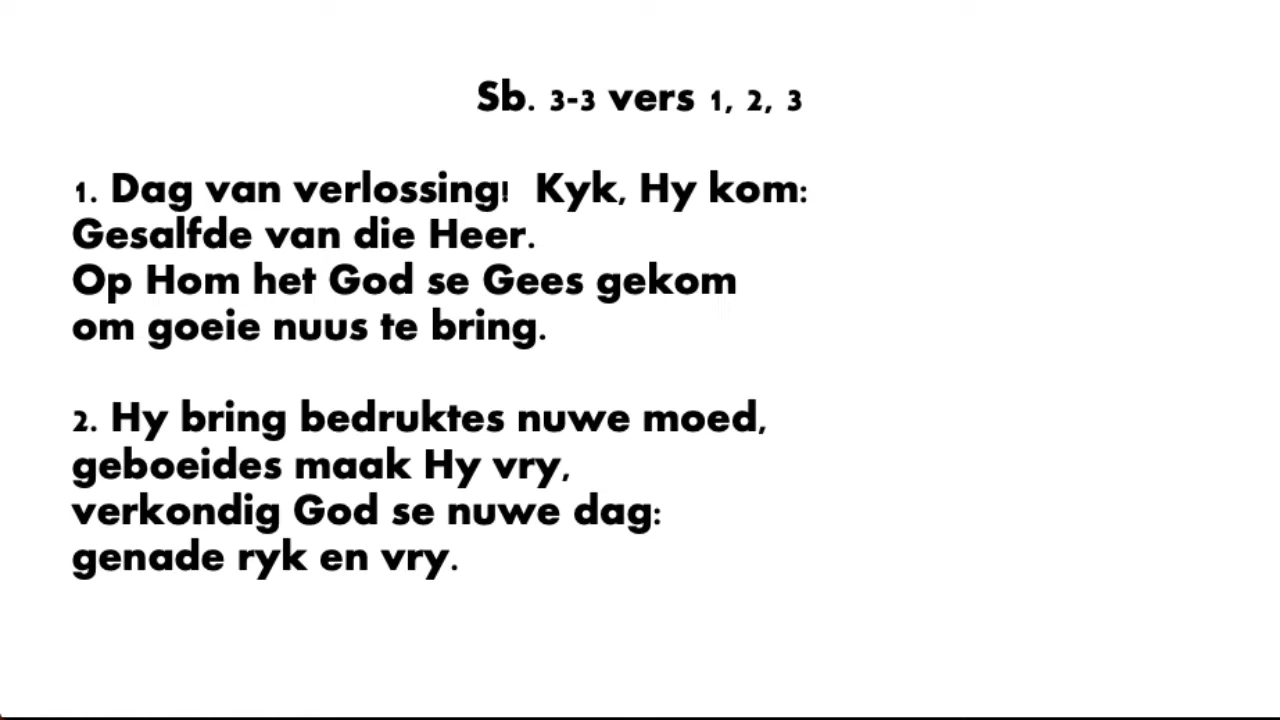 Sb. 3-3 vers 1, 2, 3
1. Dag van verlossing! Kyk, Hy kom:
Gesalfde van die Heer.
Op Hom het God se Gees gekom
om goeie nuus te bring.
2. Hy bring bedruktes nuwe moed,
geboeides maak Hy vry,
verkondig God se nuwe dag:
genade ryk en vry.